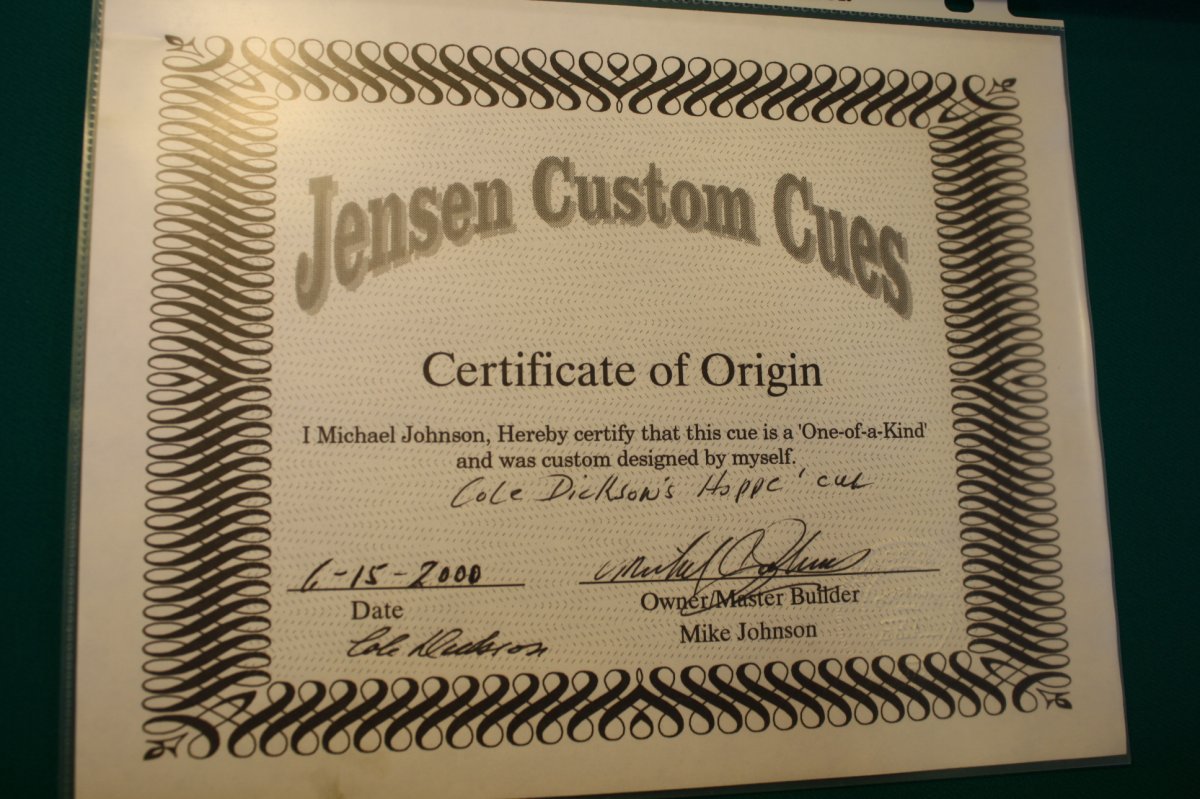 Jensen Custom Cues
Certificate of Origin
I Michael Johnson, Hereby certify that this cue is a 'One-of-a-Kind'
and was custom designed by myself.
Cole Dickson's Hoppe' cue
6-15-2000
Date
Owner/Master Builder
Mike Johnson
Cole Dickson